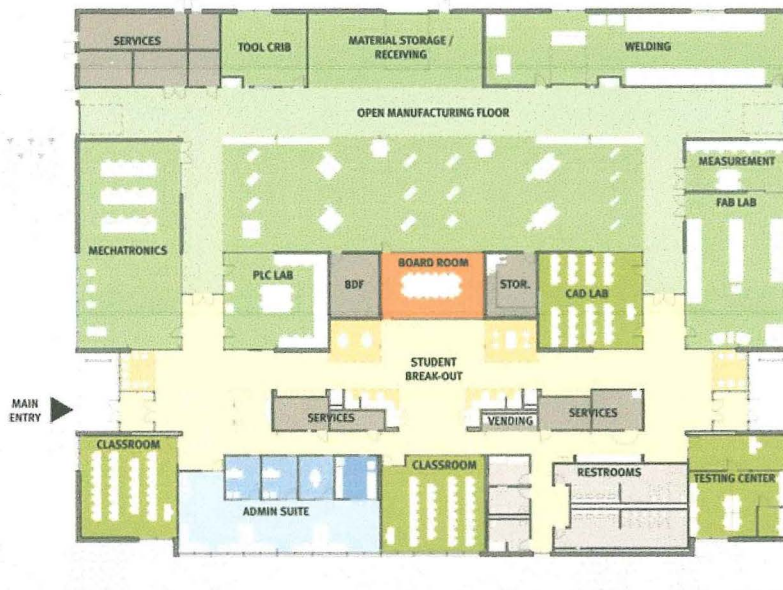 SERVICES
TOOL CRIB
MATERIAL STORAGE /
RECEIVING
WELDING
OPEN MANUFACTURING FLOOR
MEASUREMENT
FAB LAB
MECHATRONICS
PLC LAB
BDF
BOARD ROOM
STOR.
CAD LAB
STUDENT
BREAK-OUT
MAIN
ENTRY
SERVICES
VENDING
SERVICES
CLASSROOM
ADMIN SUITE
CLASSROOM
RESTROOMS
TESTING CENTER